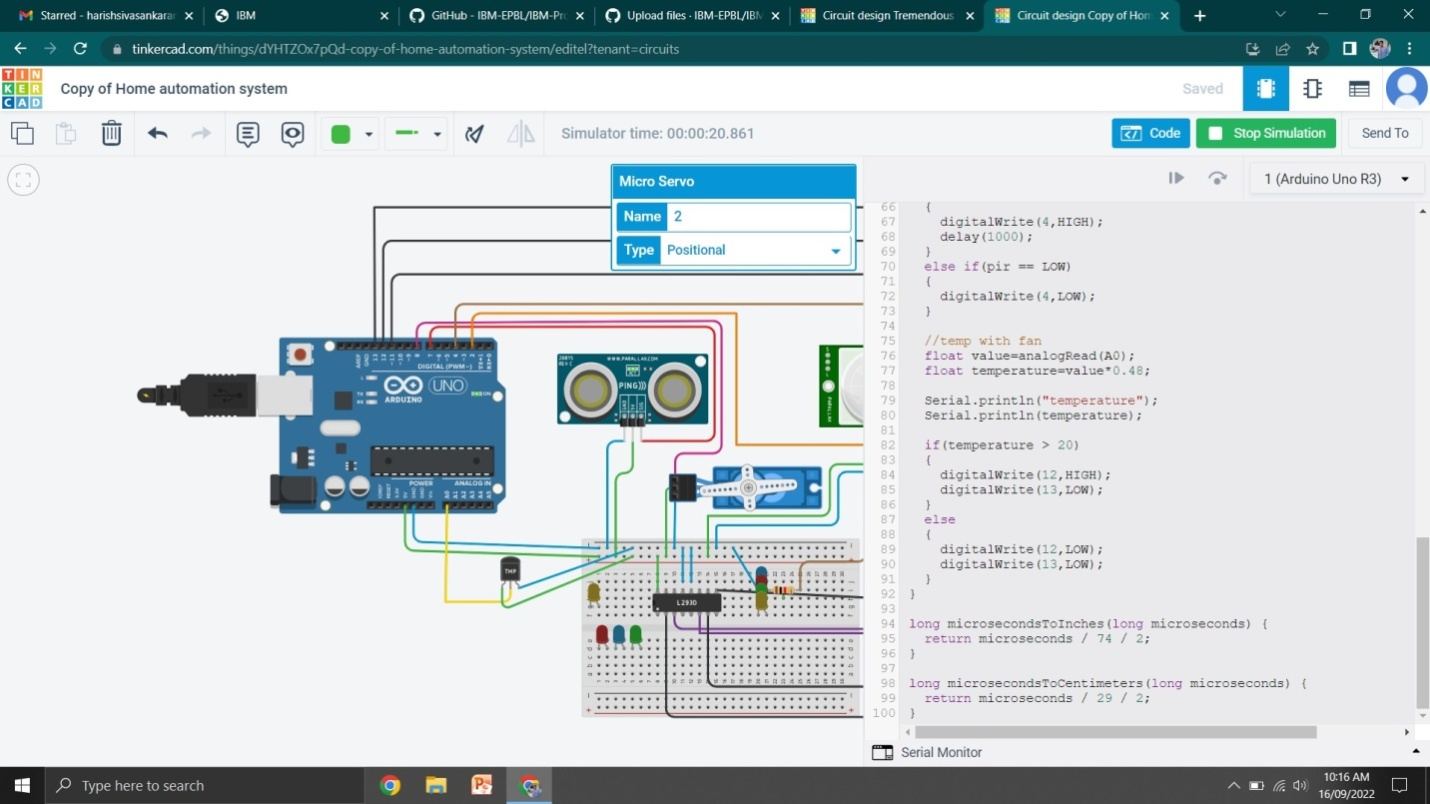 Starred - harishsivasankarar
IBM
GitHub - IBM-EPBL/IBM-Pro
Upload files · IBM-EPBL/IBM
Circuit design Tremendous
Circuit design Copy of Hom
tinkercad.com/things/dYHTZOx7pQd-copy-of-home-automation-system/editel?tenant=circuits
TIN
KER
CAD
Copy of Home automation system
Saved
Simulator time: 00:00:20.861
Code
Stop Simulation
Send To
Micro Servo
Name 2
Type Positional
1 (Arduino Uno R3)
DIGITAL (PWM~)
ARDUINO
UNO
POWER
ANALOG IN
WWW.PARALLAX.COM
PING)))
TMP
L293D
66 {
67 digitalWrite(4,HIGH);
68 delay(1000);
69 }
70 else if(pir == LOW)
71 {
72 digitalWrite(4,LOW);
73 }
74
75 //temp with fan
76 float value=analogRead(A0);
77 float temperature=value*0.48;
78
79 Serial.println("temperature");
80 Serial.println(temperature);
81
82 if(temperature > 20)
83 {
84 digitalWrite(12,HIGH);
85 digitalWrite(13,LOW);
86 }
87 else
88 {
89 digitalWrite(12,LOW);
90 digitalWrite(13,LOW);
91 }
92 }
93
94 long microsecondsToInches(long microseconds) {
95 return microseconds / 74 / 2;
96 }
97
98 long microsecondsToCentimeters(long microseconds) {
99 return microseconds / 29 / 2;
100 }
Serial Monitor
Type here to search
10:16 AM
16/09/2022